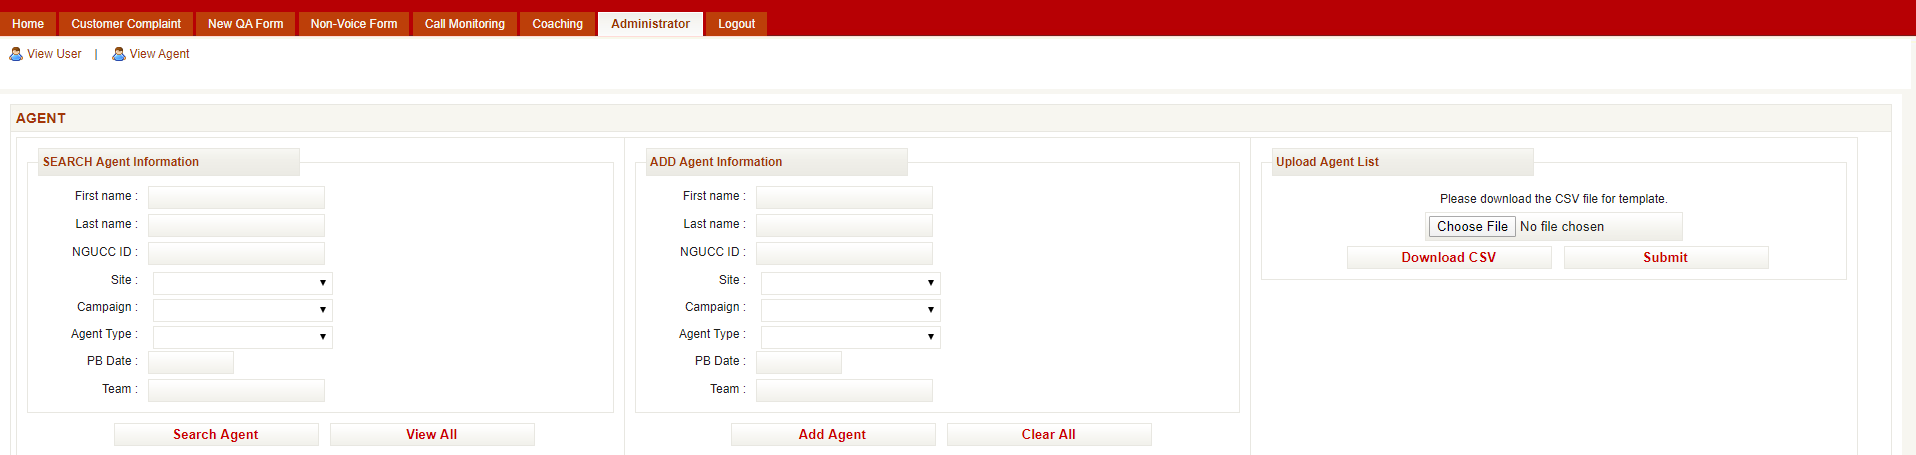 Home Customer Complaint New QA Form Non-Voice Form Call Monitoring Coaching Administrator Logout
View User | View Agent
AGENT
SEARCH Agent Information
First name :
Last name :
NGUCC ID :
Site :
Campaign :
Agent Type :
PB Date :
Team :
Search Agent View All
ADD Agent Information
First name :
Last name :
NGUCC ID :
Site :
Campaign :
Agent Type :
PB Date :
Team :
Add Agent Clear All
Upload Agent List
Please download the CSV file for template.
Choose File No file chosen
Download CSV Submit